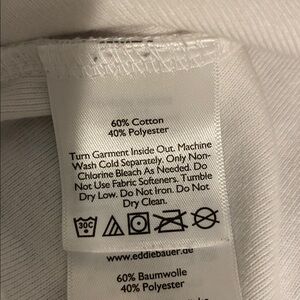 60% Cotton
40% Polyester
Turn Garment Inside Out. Machine
Wash Cold Separately. Only Non-
Chlorine Bleach As Needed. Do
Not Use Fabric Softeners. Tumble
Dry Low. Do Not Iron. Do Not
Dry Clean.
30C
www.eddiebauer.de
60% Baumwolle
40% Polyester